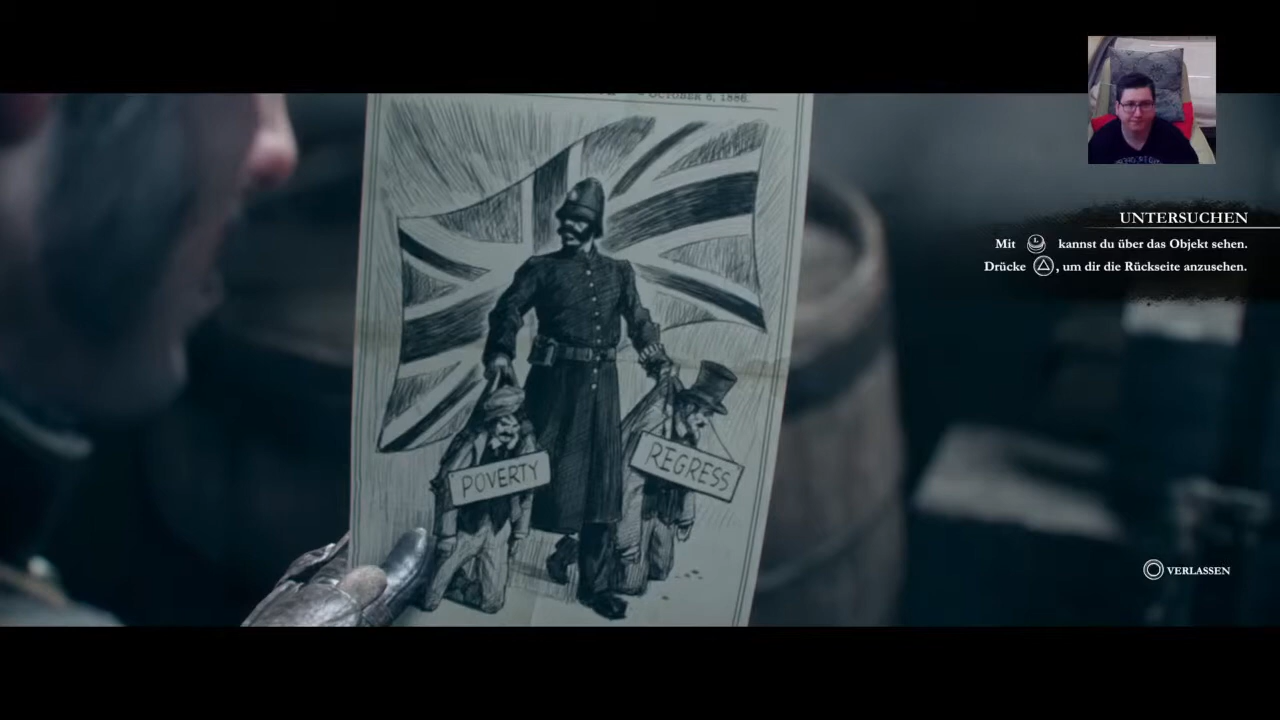 OCTOBER 6, 1886.
POVERTY
REGRESS
UNTERSUCHEN
Mit L kannst du über das Objekt sehen.
Drücke , um dir die Rückseite anzusehen.
VERLASSEN